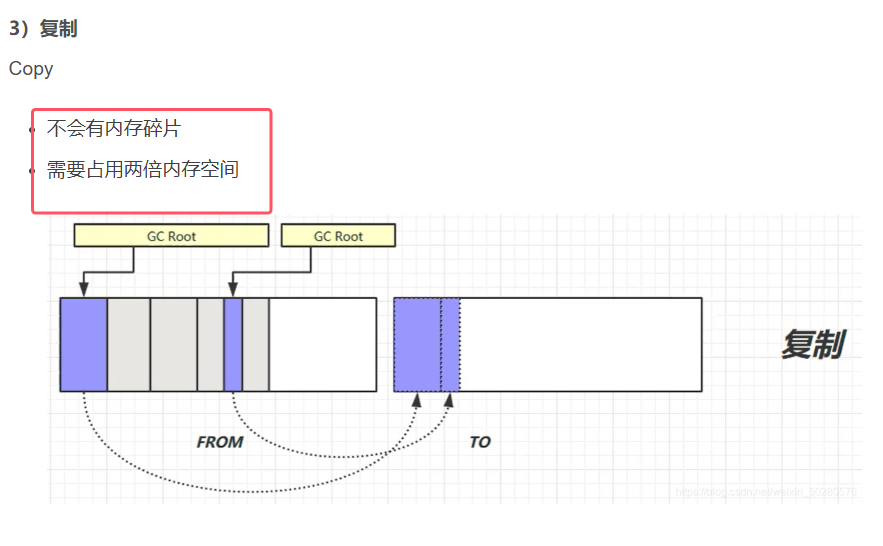 3）复制
Copy
不会有内存碎片
需要占用两倍内存空间
GC Root GC Root
复制
FROM TO
https://blog.csdn.net/weixin_50280576